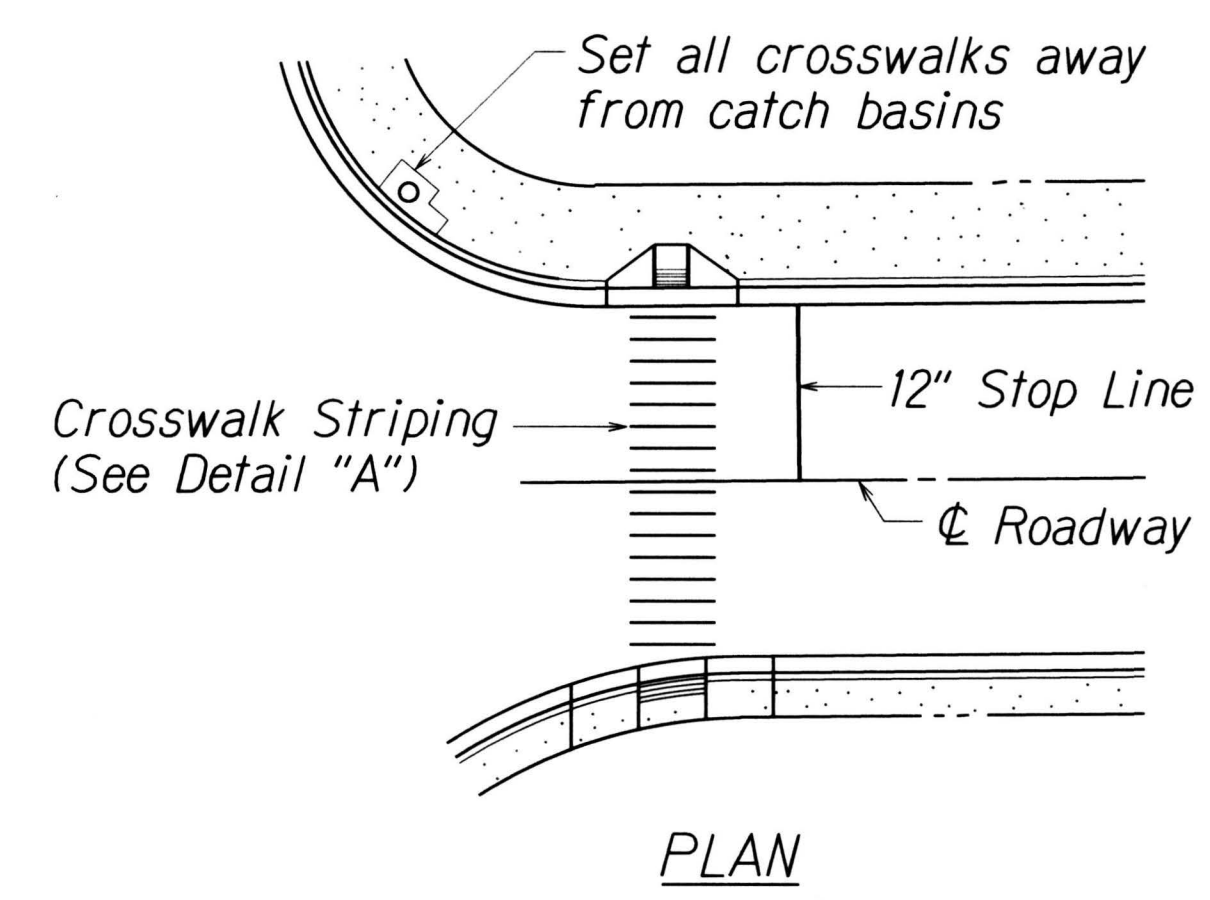 Set all crosswalks away
from catch basins
12" Stop Line
Crosswalk Striping
(See Detail "A")
℄ Roadway
PLAN